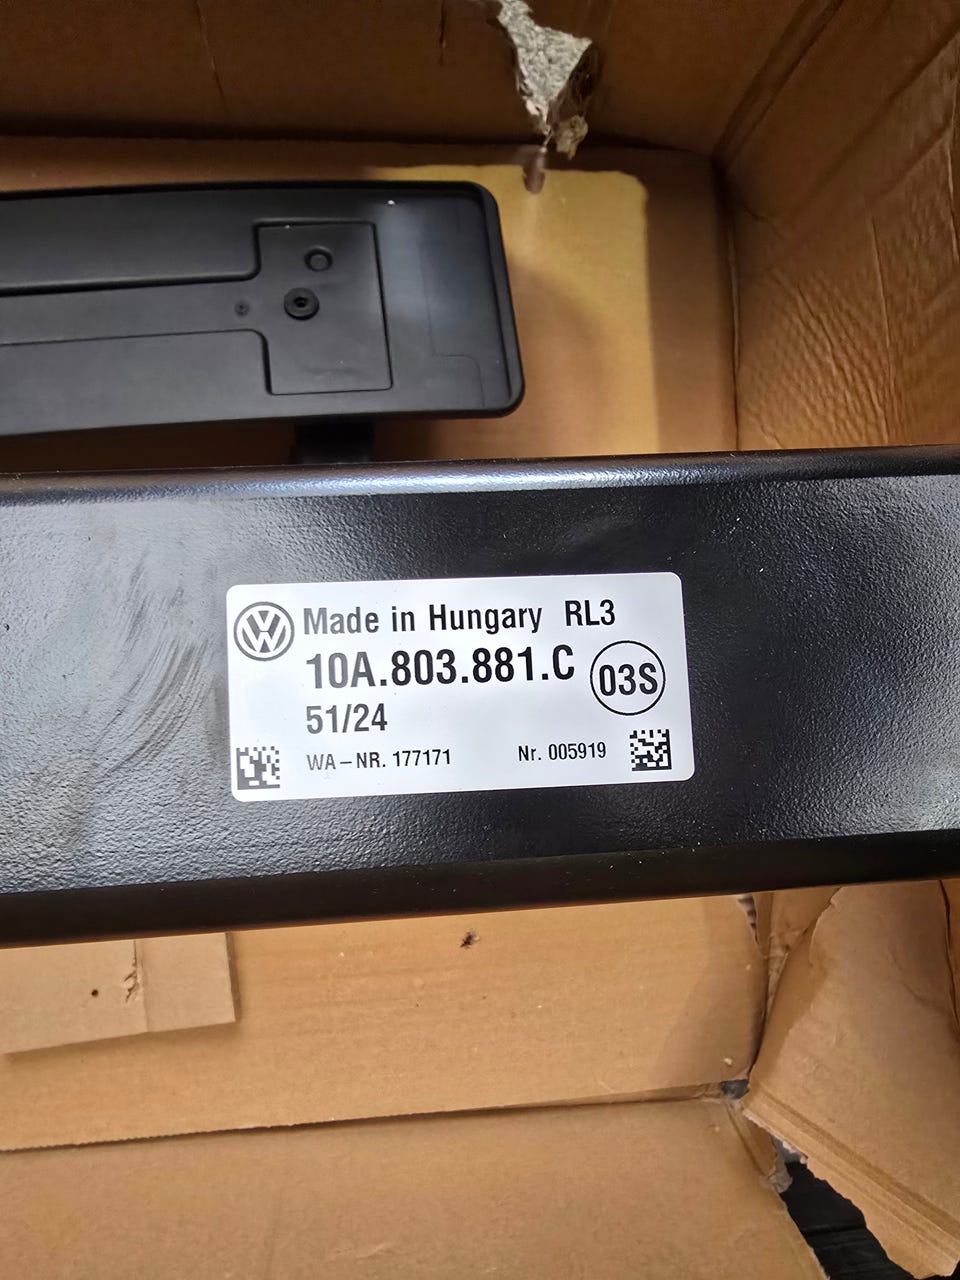 Made in Hungary RL3
10A.803.881.C
03S
51/24
WA – NR. 177171 Nr. 005919